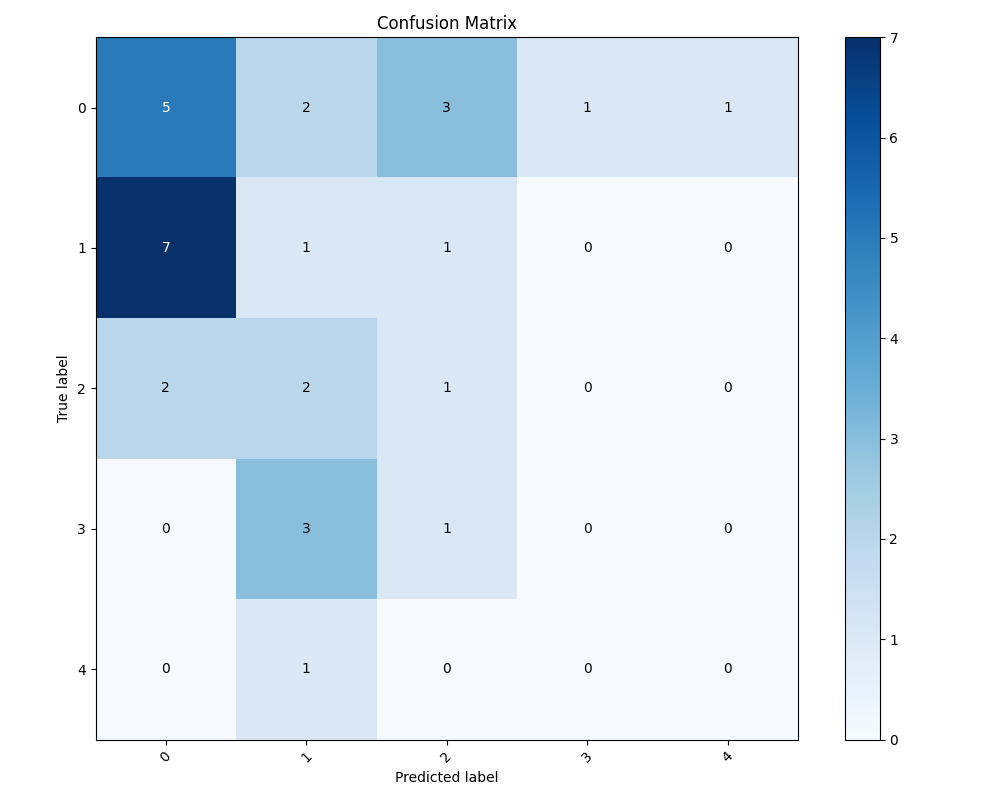 Confusion Matrix
0 5 2 3 1 1
1 7 1 1 0 0
2 2 2 1 0 0
3 0 3 1 0 0
4 0 1 0 0 0
0 1 2 3 4
Predicted label
True label
7
6
5
4
3
2
1
0